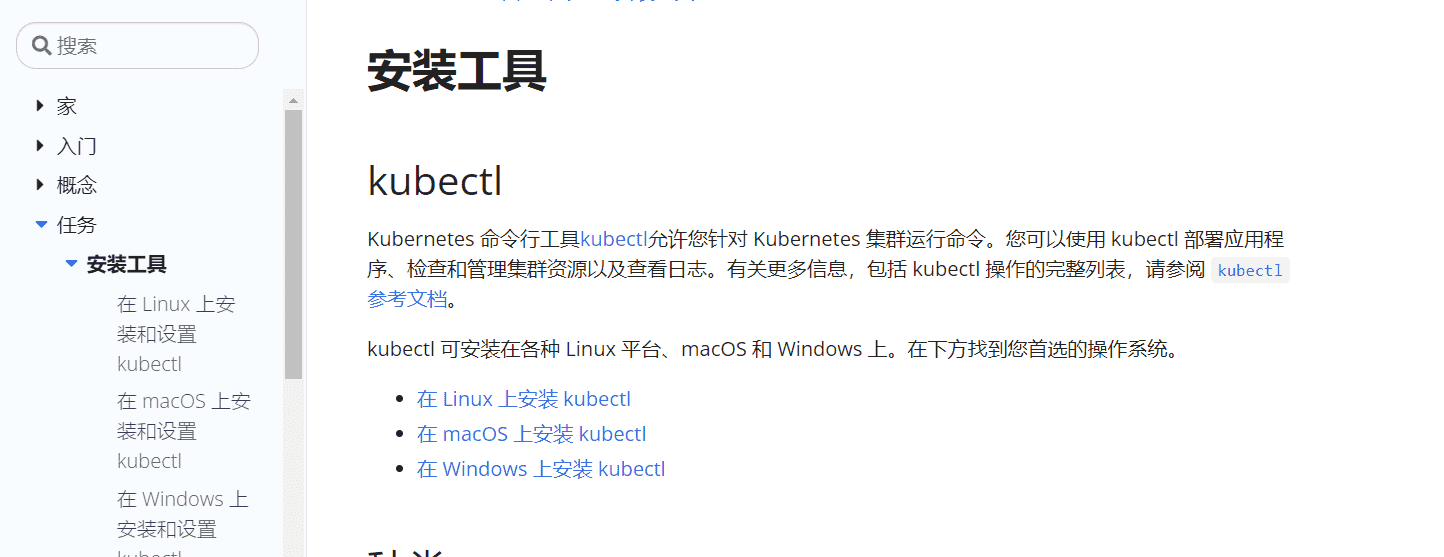 搜索
家
入门
概念
任务
安装工具
在 Linux 上安
装和设置
kubectl
在 macOS 上安
装和设置
kubectl
在 Windows 上
安装和设置
kubectl
安装工具
kubectl
Kubernetes 命令行工具kubectl允许您针对 Kubernetes 集群运行命令。您可以使用 kubectl 部署应用程
序、检查和管理集群资源以及查看日志。有关更多信息，包括 kubectl 操作的完整列表，请参阅 kubectl
参考文档。
kubectl 可安装在各种 Linux 平台、macOS 和 Windows 上。在下方找到您首选的操作系统。
在 Linux 上安装 kubectl
在 macOS 上安装 kubectl
在 Windows 上安装 kubectl